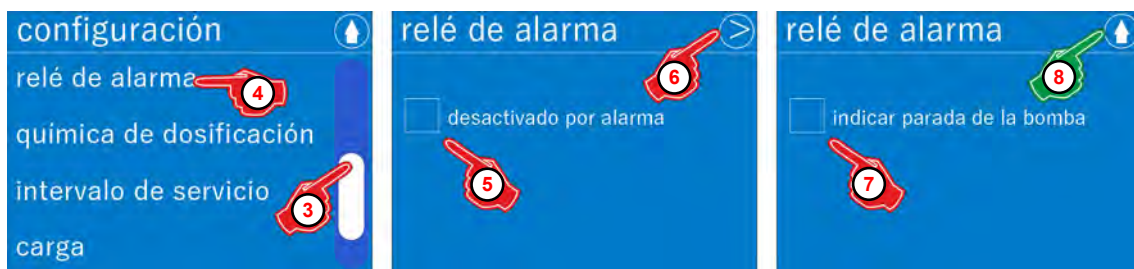 configuración
relé de alarma
4
química de dosificación
intervalo de servicio
3
carga
relé de alarma >
6
desactivado por alarma
5
relé de alarma
8
indicar parada de la bomba
7